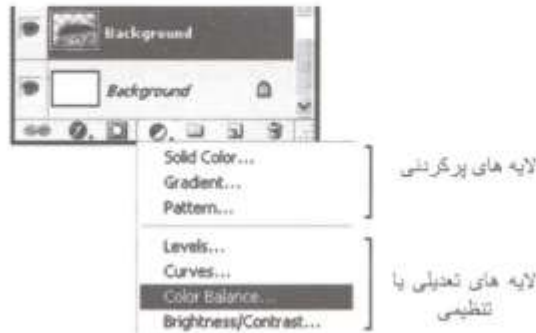 Background
Background
Solid Color...
Gradient...
Pattern...
لایه های پرکردنی
Levels...
Curves...
Color Balance...
Brightness/Contrast...
لایه های تعدیلی یا
تنظیمی